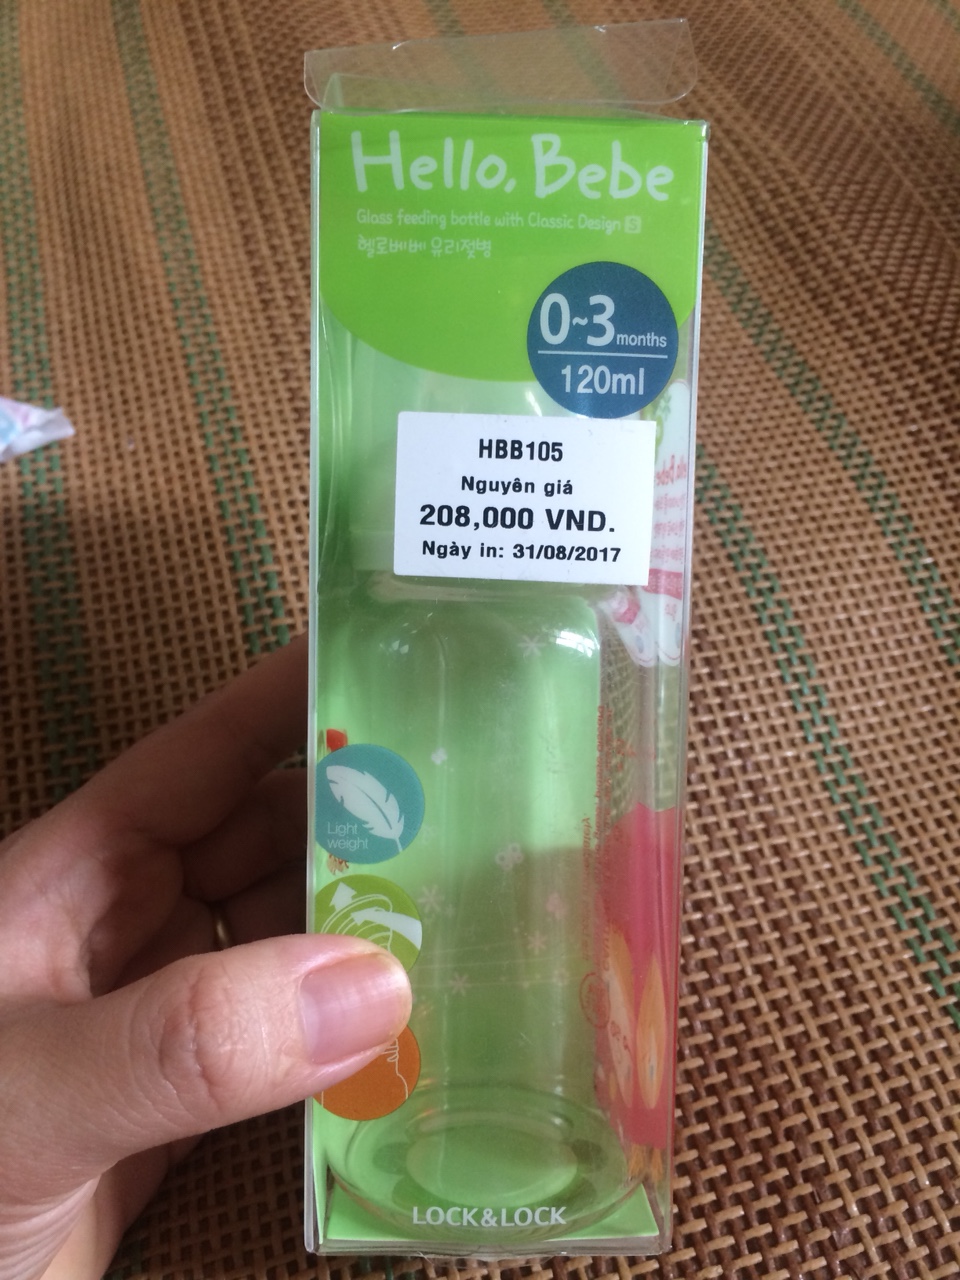 Hello, Bebe
Glass feeding bottle with Classic Design S
헬로베베 유리젖병
0~3 months
120ml
HBB105
Nguyên giá
208,000 VND.
Ngày in: 31/08/2017
Light
weight
LOCK&LOCK